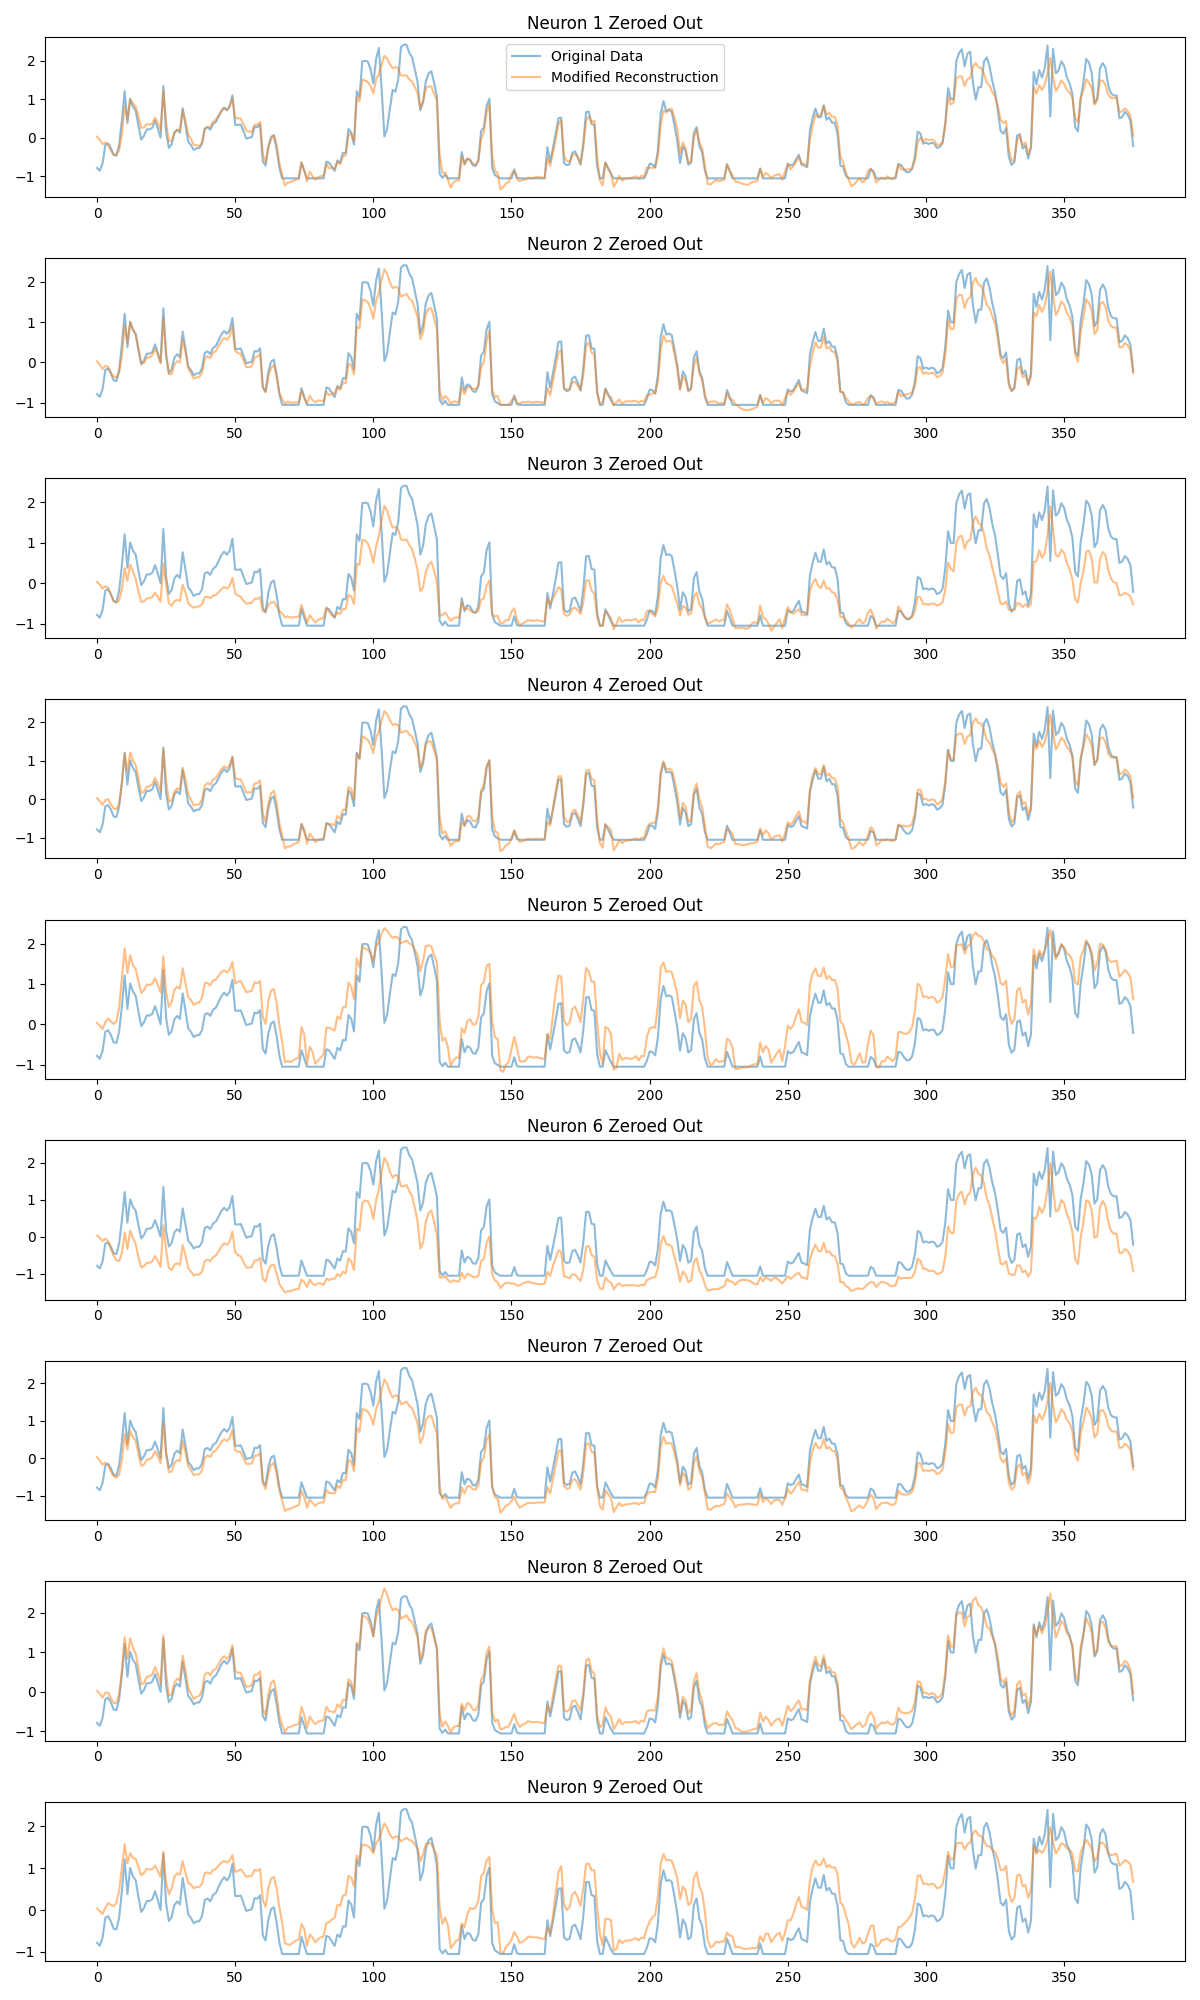 Neuron 1 Zeroed Out
Original Data
Modified Reconstruction
2
1
0
−1
0 50 100 150 200 250 300 350
Neuron 2 Zeroed Out
2
1
0
−1
0 50 100 150 200 250 300 350
Neuron 3 Zeroed Out
2
1
0
−1
0 50 100 150 200 250 300 350
Neuron 4 Zeroed Out
2
1
0
−1
0 50 100 150 200 250 300 350
Neuron 5 Zeroed Out
2
1
0
−1
0 50 100 150 200 250 300 350
Neuron 6 Zeroed Out
2
1
0
−1
0 50 100 150 200 250 300 350
Neuron 7 Zeroed Out
2
1
0
−1
0 50 100 150 200 250 300 350
Neuron 8 Zeroed Out
2
1
0
−1
0 50 100 150 200 250 300 350
Neuron 9 Zeroed Out
2
1
0
−1
0 50 100 150 200 250 300 350